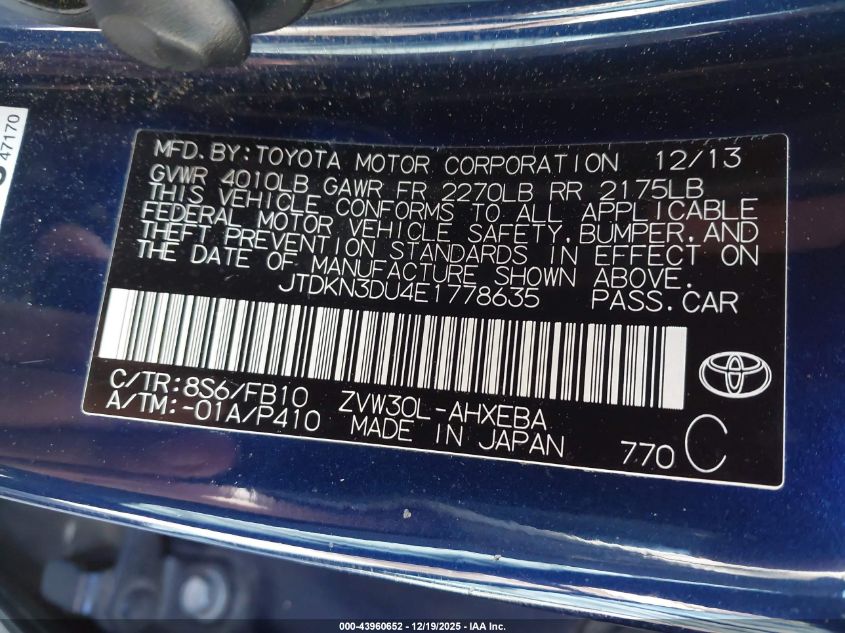 47170
MFD.BY:TOYOTA MOTOR CORPORATION 12/13
GVWR 4010LB GAWR FR 2270LB RR 2175LB
THIS VEHICLE CONFORMS TO ALL APPLICABLE
FEDERAL MOTOR VEHICLE SAFETY,BUMPER,AND
THEFT PREVENTION STANDARDS IN EFFECT ON
THE DATE OF MANUFACTURE SHOWN ABOVE.
JTDKN3DU4E1778635 PASS.CAR
C/TR:8S6/FB10 ZVW30L-AHXEBA
A/TM:-01A/P410 MADE IN JAPAN 770 C
000-43960652 - 12/19/2025 - IAA Inc.